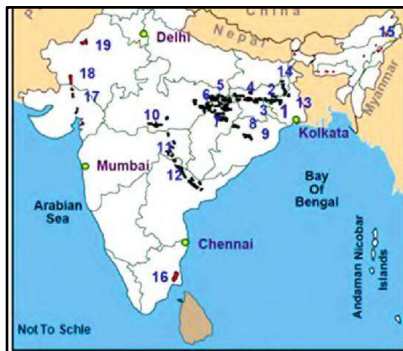 China
Nepal
Delhi
19
15
18
17
14
5
4
2
6
13
3
1
7
10
8
9
Kolkata
11
12
Mumbai
Myanmar
Bay
Of
Bengal
Arabian
Sea
Chennai
16
Andaman Nicobar
Islands
Not To Schle